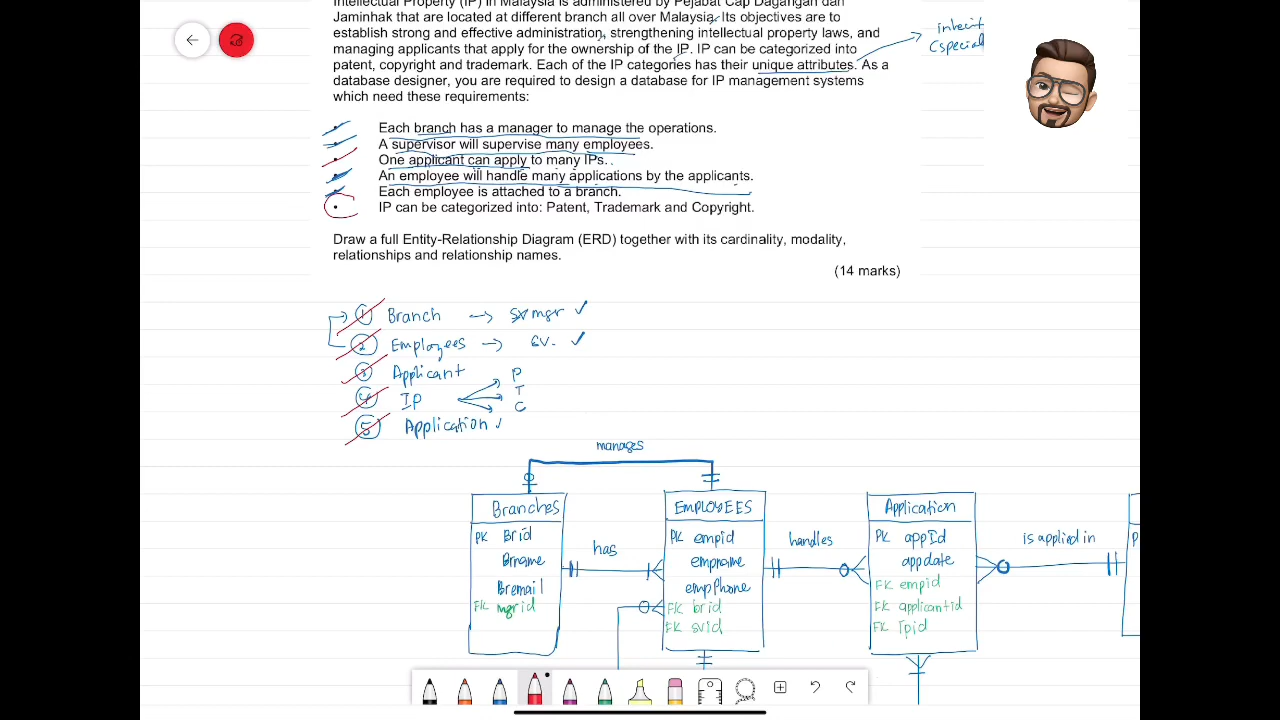 Intellectual Property (IP) in Malaysia is administered by Pejabat Cap Dagangan dan
Jaminhak that are located at different branch all over Malaysia. Its objectives are to
establish strong and effective administration, strengthening intellectual property laws, and
managing applicants that apply for the ownership of the IP. IP can be categorized into
patent, copyright and trademark. Each of the IP categories has their unique attributes. As a
database designer, you are required to design a database for IP management systems
which need these requirements:
inherit
(special
• Each branch has a manager to manage the operations.
• A supervisor will supervise many employees.
• One applicant can apply to many IPs.
• An employee will handle many applications by the applicants.
• Each employee is attached to a branch.
• IP can be categorized into: Patent, Trademark and Copyright.
Draw a full Entity-Relationship Diagram (ERD) together with its cardinality, modality,
relationships and relationship names.
(14 marks)
1 Branch → mgr ✓
2 Employees → sv. ✓
3 Applicant
4 IP
P
T
C
5 Application ✓
manages
Branches
PK Brid
Brname
Bremail
FK mgrid
has
EMPLOYEES
PK empid
empname
empPhone
FK brid
FK svid
handles
Application
PK appId
appdate
FK empid
FK applicantid
FK Ipid
is applied in
P